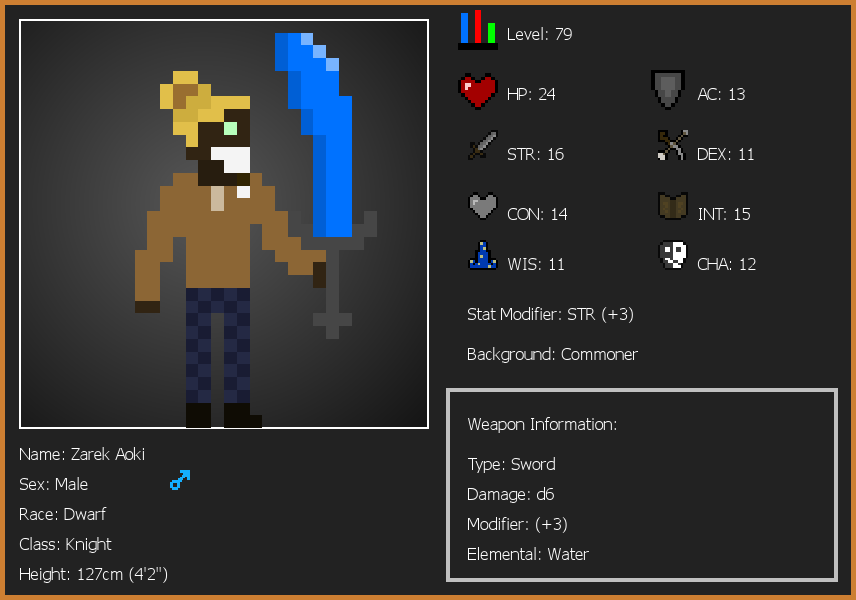 Level: 79
HP: 24
AC: 13
STR: 16
DEX: 11
CON: 14
INT: 15
WIS: 11
CHA: 12
Stat Modifier: STR (+3)
Background: Commoner
Weapon Information:
Type: Sword
Damage: d6
Modifier: (+3)
Elemental: Water
Name: Zarek Aoki
Sex: Male
Race: Dwarf
Class: Knight
Height: 127cm (4'2")